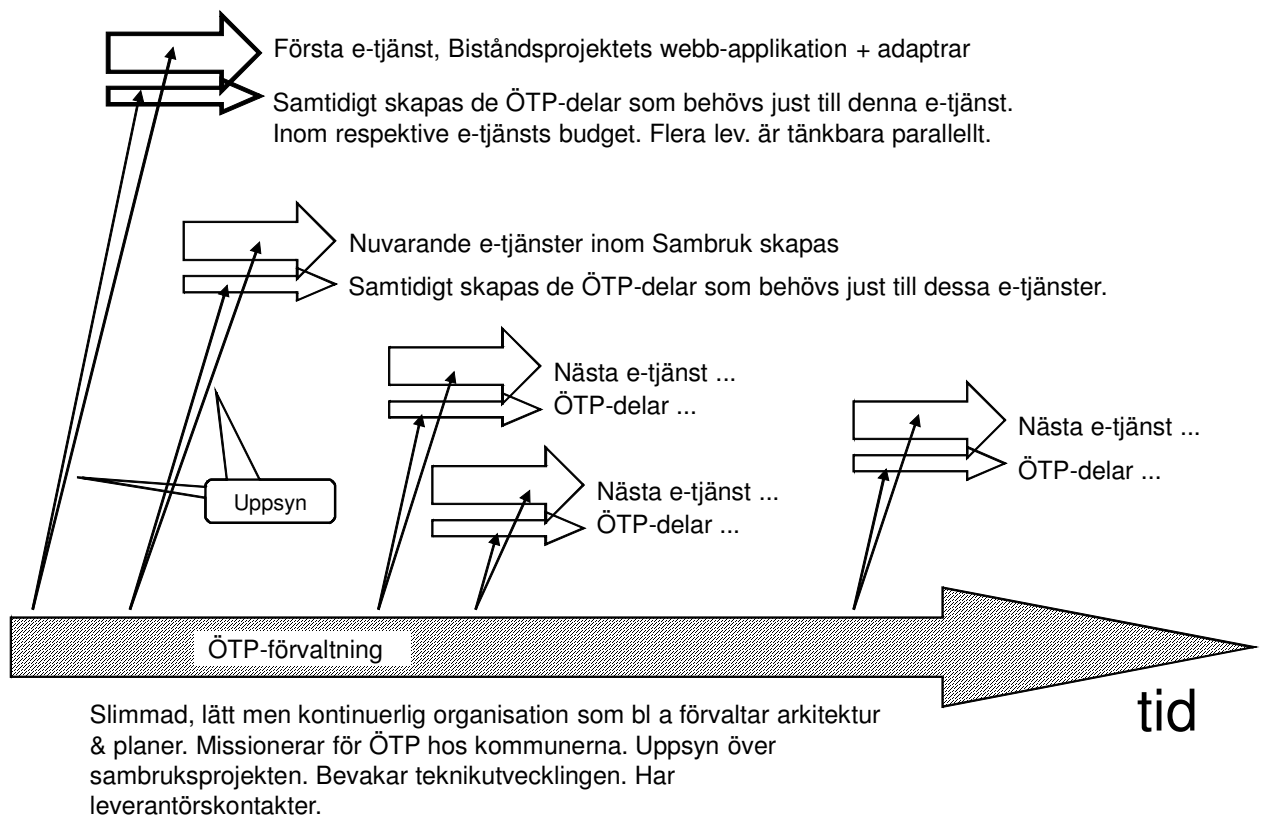 Första e-tjänst, Biståndsprojektets webb-applikation + adaptrar
Samtidigt skapas de ÖTP-delar som behövs just till denna e-tjänst.
Inom respektive e-tjänsts budget. Flera lev. är tänkbara parallellt.
Nuvarande e-tjänster inom Sambruk skapas
Samtidigt skapas de ÖTP-delar som behövs just till dessa e-tjänster.
Nästa e-tjänst ...
ÖTP-delar ...
Nästa e-tjänst ...
ÖTP-delar ...
Nästa e-tjänst ...
ÖTP-delar ...
Uppsyn
ÖTP-förvaltning
tid
Slimmad, lätt men kontinuerlig organisation som bl a förvaltar arkitektur
& planer. Missionerar för ÖTP hos kommunerna. Uppsyn över
sambruksprojekten. Bevakar teknikutvecklingen. Har
leverantörskontakter.